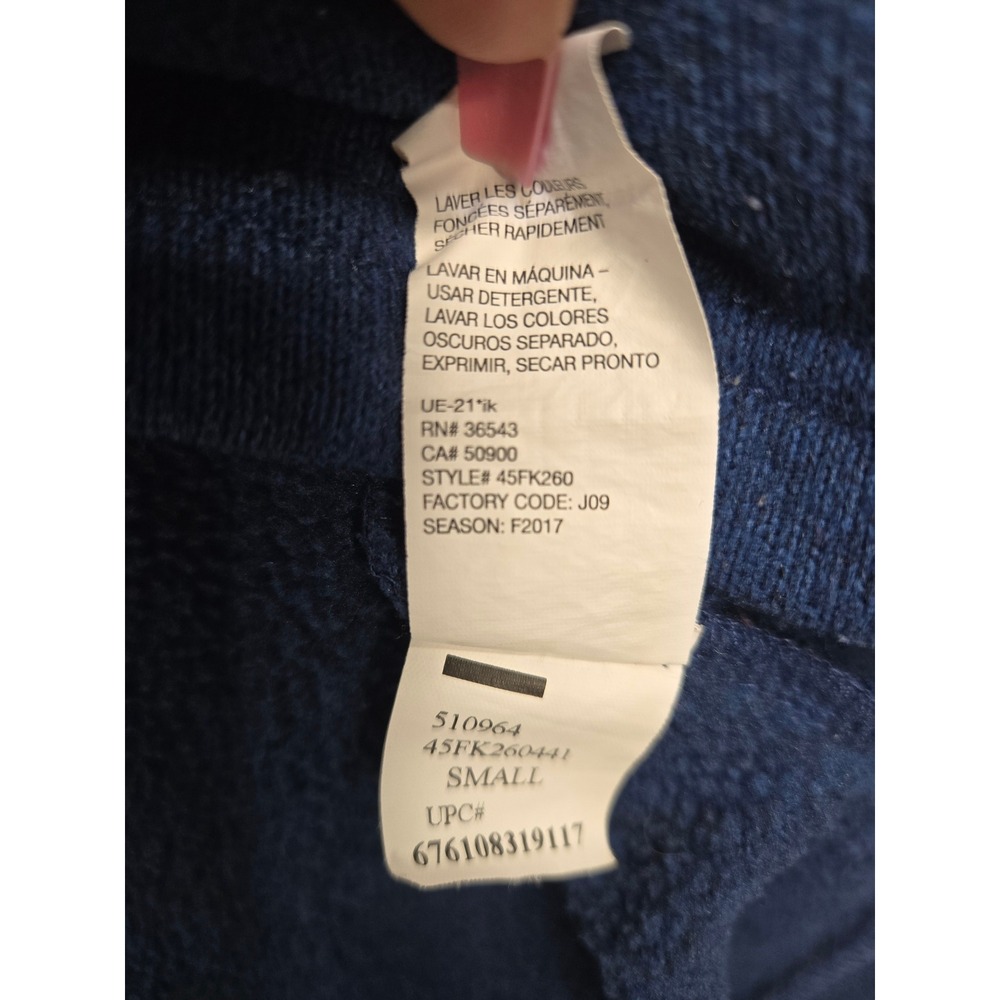 LAVER LES COULEURS
FONCÉES SÉPARÉMENT,
SÉCHER RAPIDEMENT
LAVAR EN MÁQUINA –
USAR DETERGENTE,
LAVAR LOS COLORES
OSCUROS SEPARADO,
EXPRIMIR, SECAR PRONTO
UE-21*ik
RN# 36543
CA# 50900
STYLE# 45FK260
FACTORY CODE: J09
SEASON: F2017
510964
45FK260441
SMALL
UPC#
676108319117